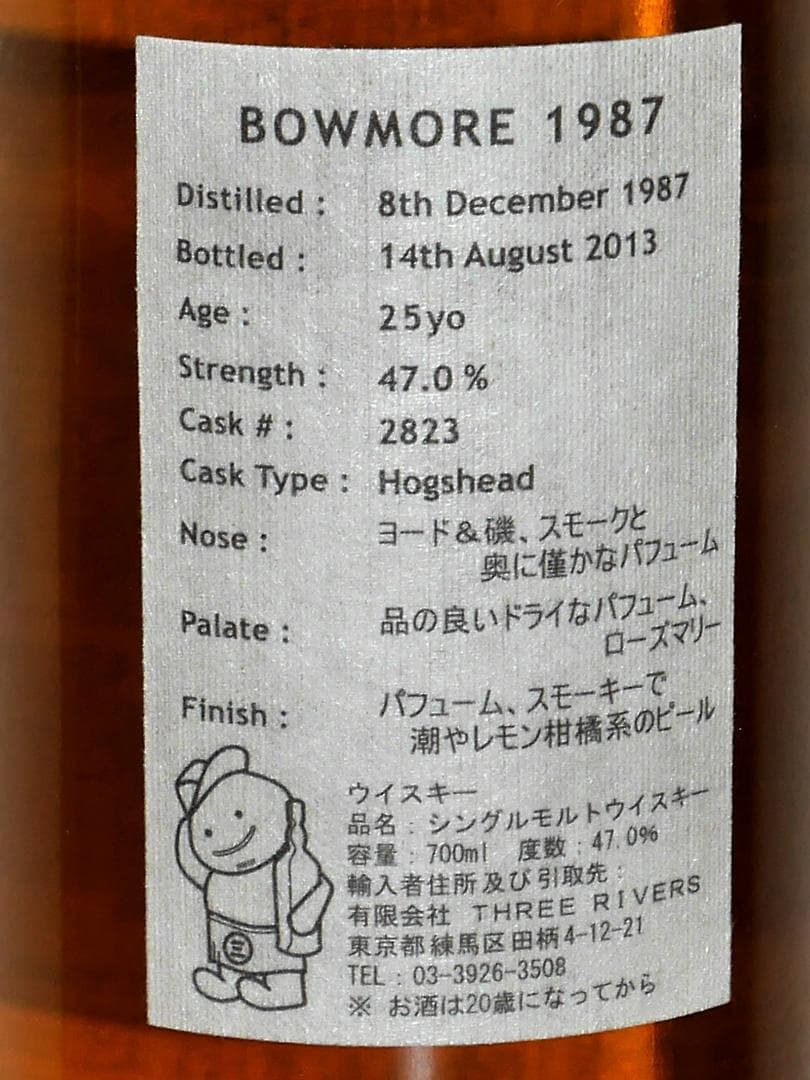 BOWMORE 1987
Distilled : 8th December 1987
Bottled : 14th August 2013
Age : 25yo
Strength : 47.0 %
Cask # : 2823
Cask Type : Hogshead
Nose : ヨード&磯、スモークと
奥に僅かなパフューム
Palate : 品の良いドライなパフューム、
ローズマリー
Finish : パフューム、スモーキーで
潮やレモン柑橘系のピール
ウイスキー
品名 : シングルモルトウイスキー
容量 : 700ml 度数 : 47.0%
輸入者住所及び引取先 :
有限会社 THREE RIVERS
東京都練馬区田柄4-12-21
TEL : 03-3926-3508
※ お酒は20歳になってから
三